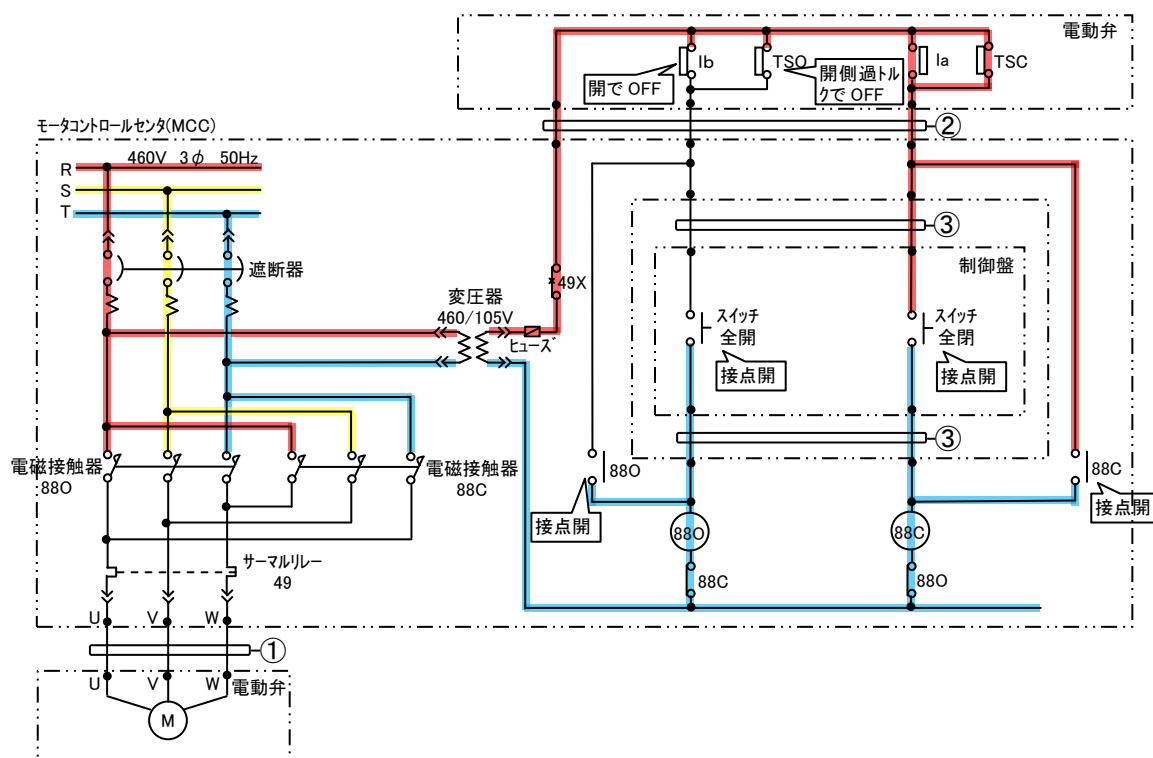 電動弁
Ib
TSO
Ia
TSC
開で OFF
開側過トル
クで OFF
②
モータコントロールセンタ(MCC)
460V 3φ 50Hz
R
S
T
③
遮断器
制御盤
変圧器
460/105V
49X
ヒューズ
スイッチ
全開
接点開
スイッチ
全閉
接点開
③
電磁接触器
88O
電磁接触器
88C
88O
接点開
88C
接点開
88O
88C
88C
88O
サーマルリレー
49
U
V
W
①
U
V
W
電動弁
M